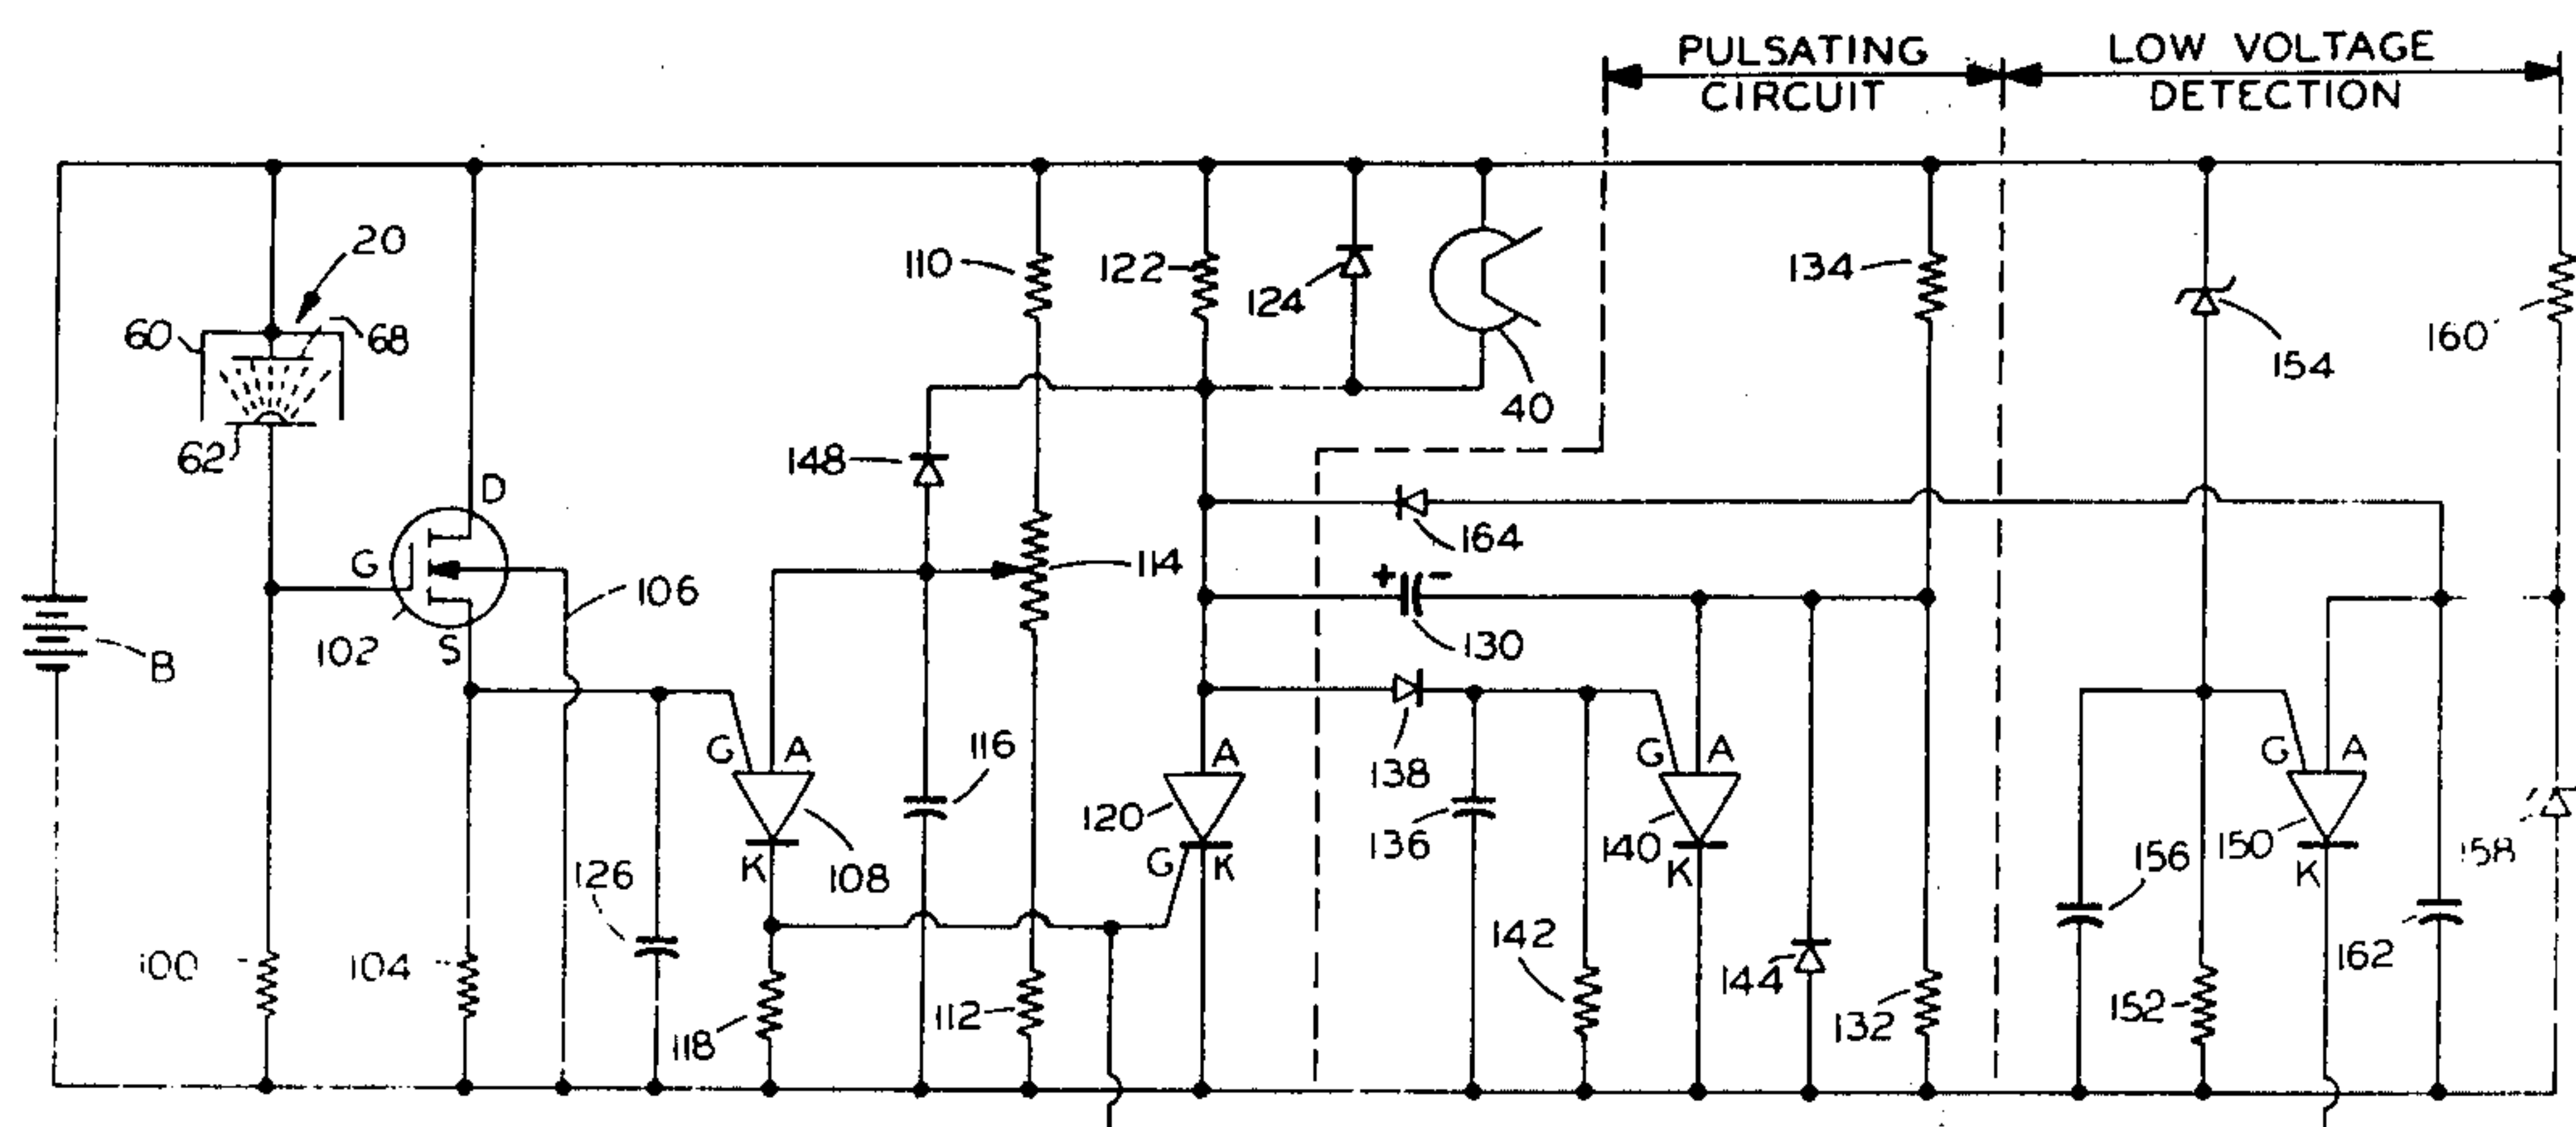 PULSATING
CIRCUIT
LOW VOLTAGE
DETECTION
20
60
68
62
110
122
124
40
134
154
160
148
D
G
S
102
106
114
164
+ -
130
B
G A
K
108
116
126
A
120
G K
138
136
G A
140
K
142
144
132
G A
150
K
156
158
162
152
100
104
118
112